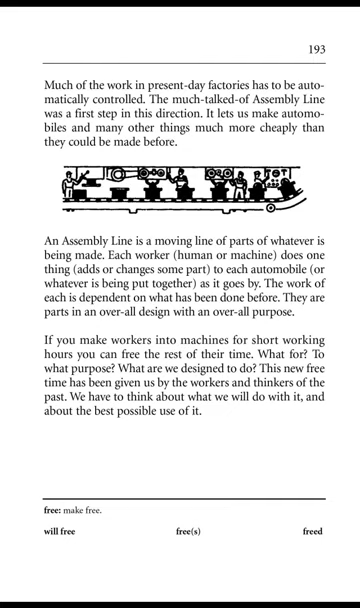 193
Much of the work in present-day factories has to be auto-
matically controlled. The much-talked-of Assembly Line
was a first step in this direction. It lets us make automo-
biles and many other things much more cheaply than
they could be made before.
An Assembly Line is a moving line of parts of whatever is
being made. Each worker (human or machine) does one
thing (adds or changes some part) to each automobile (or
whatever is being put together) as it goes by. The work of
each is dependent on what has been done before. They are
parts in an over-all design with an over-all purpose.
If you make workers into machines for short working
hours you can free the rest of their time. What for? To
what purpose? What are we designed to do? This new free
time has been given us by the workers and thinkers of the
past. We have to think about what we will do with it, and
about the best possible use of it.
free: make free.
will free free(s) freed